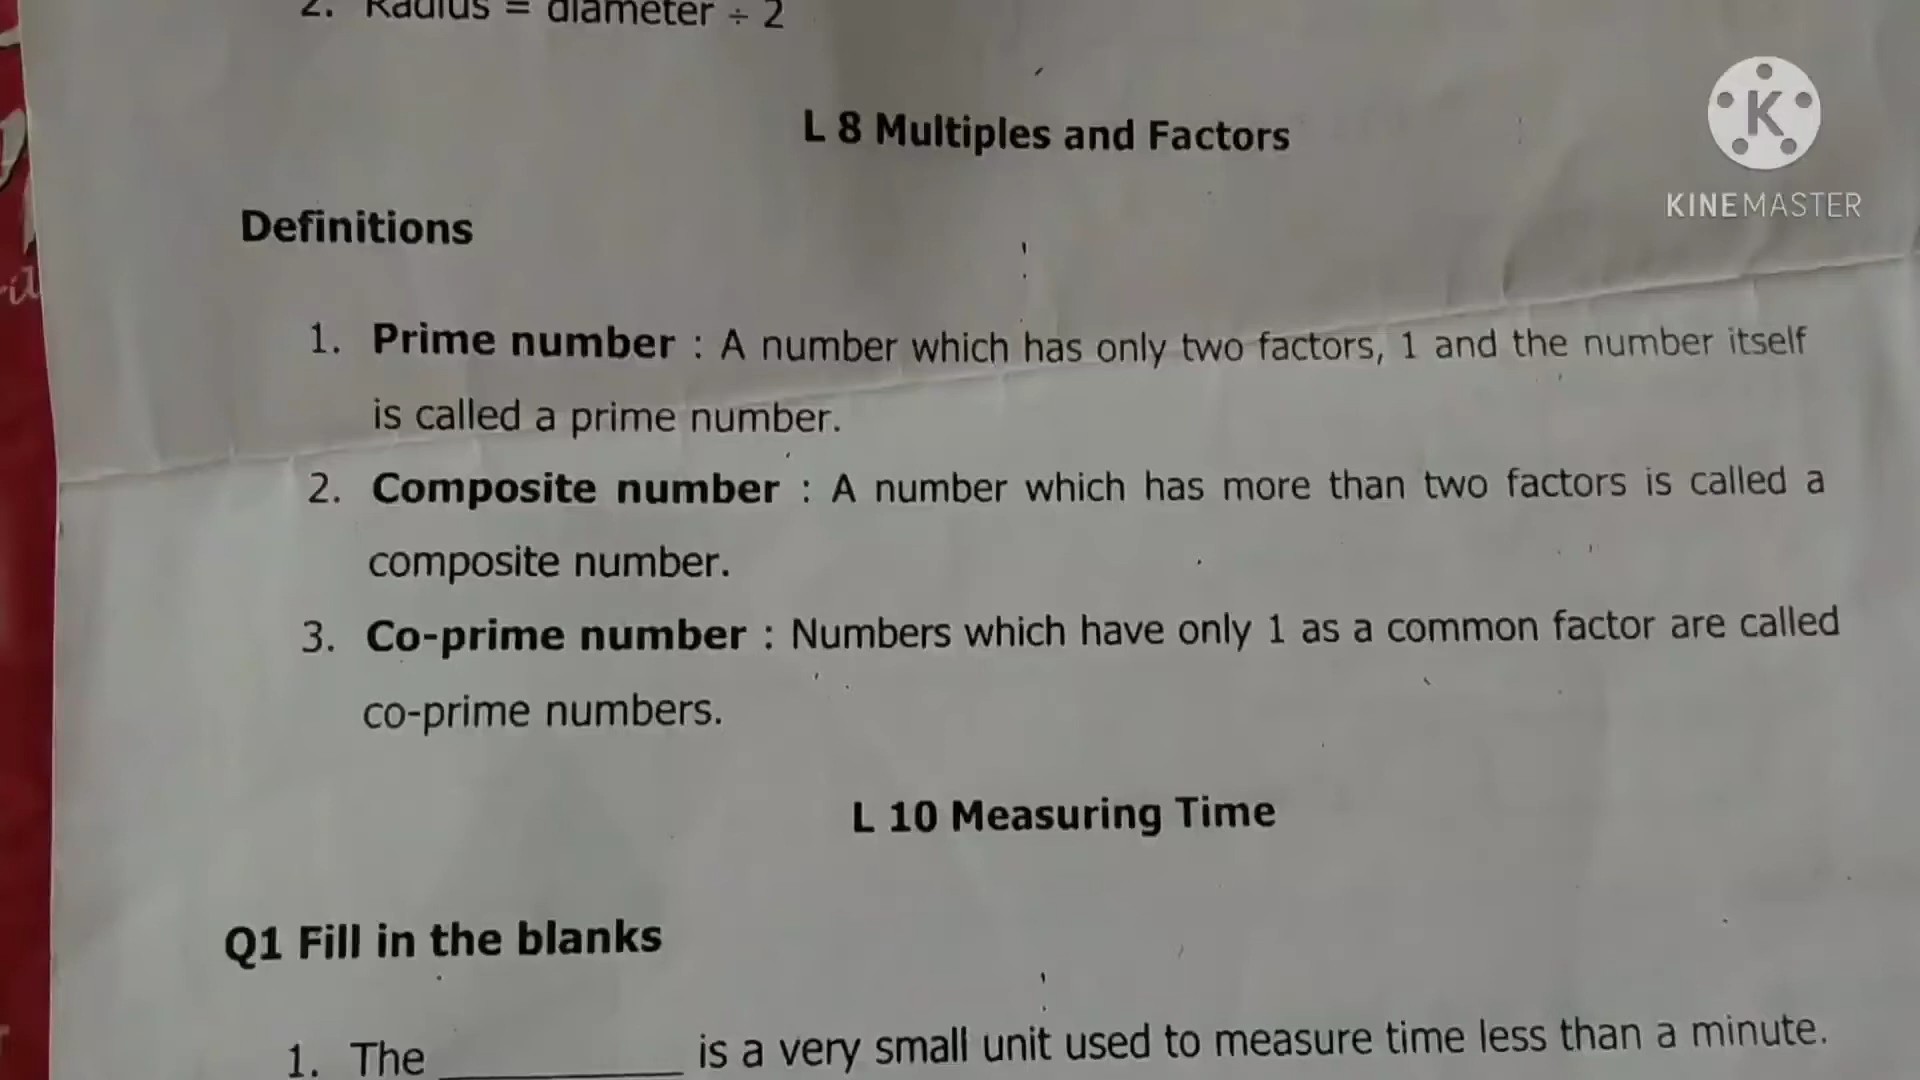 2. Radius = diameter ÷ 2
L 8 Multiples and Factors
K
KINEMASTER
Definitions
1. Prime number : A number which has only two factors, 1 and the number itself
is called a prime number.
2. Composite number : A number which has more than two factors is called a
composite number.
3. Co-prime number : Numbers which have only 1 as a common factor are called
co-prime numbers.
L 10 Measuring Time
Q1 Fill in the blanks
1. The __________ is a very small unit used to measure time less than a minute.